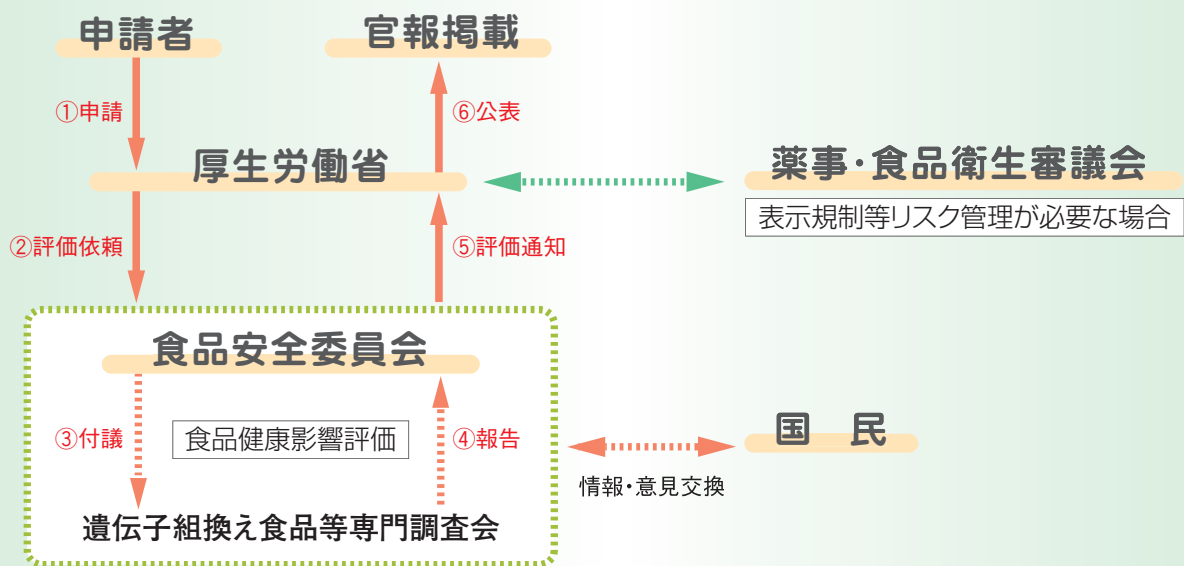 申請者
官報掲載
①申請
⑥公表
厚生労働省
薬事・食品衛生審議会
表示規制等リスク管理が必要な場合
②評価依頼
⑤評価通知
食品安全委員会
③付議
食品健康影響評価
④報告
国　民
情報・意見交換
遺伝子組換え食品等専門調査会